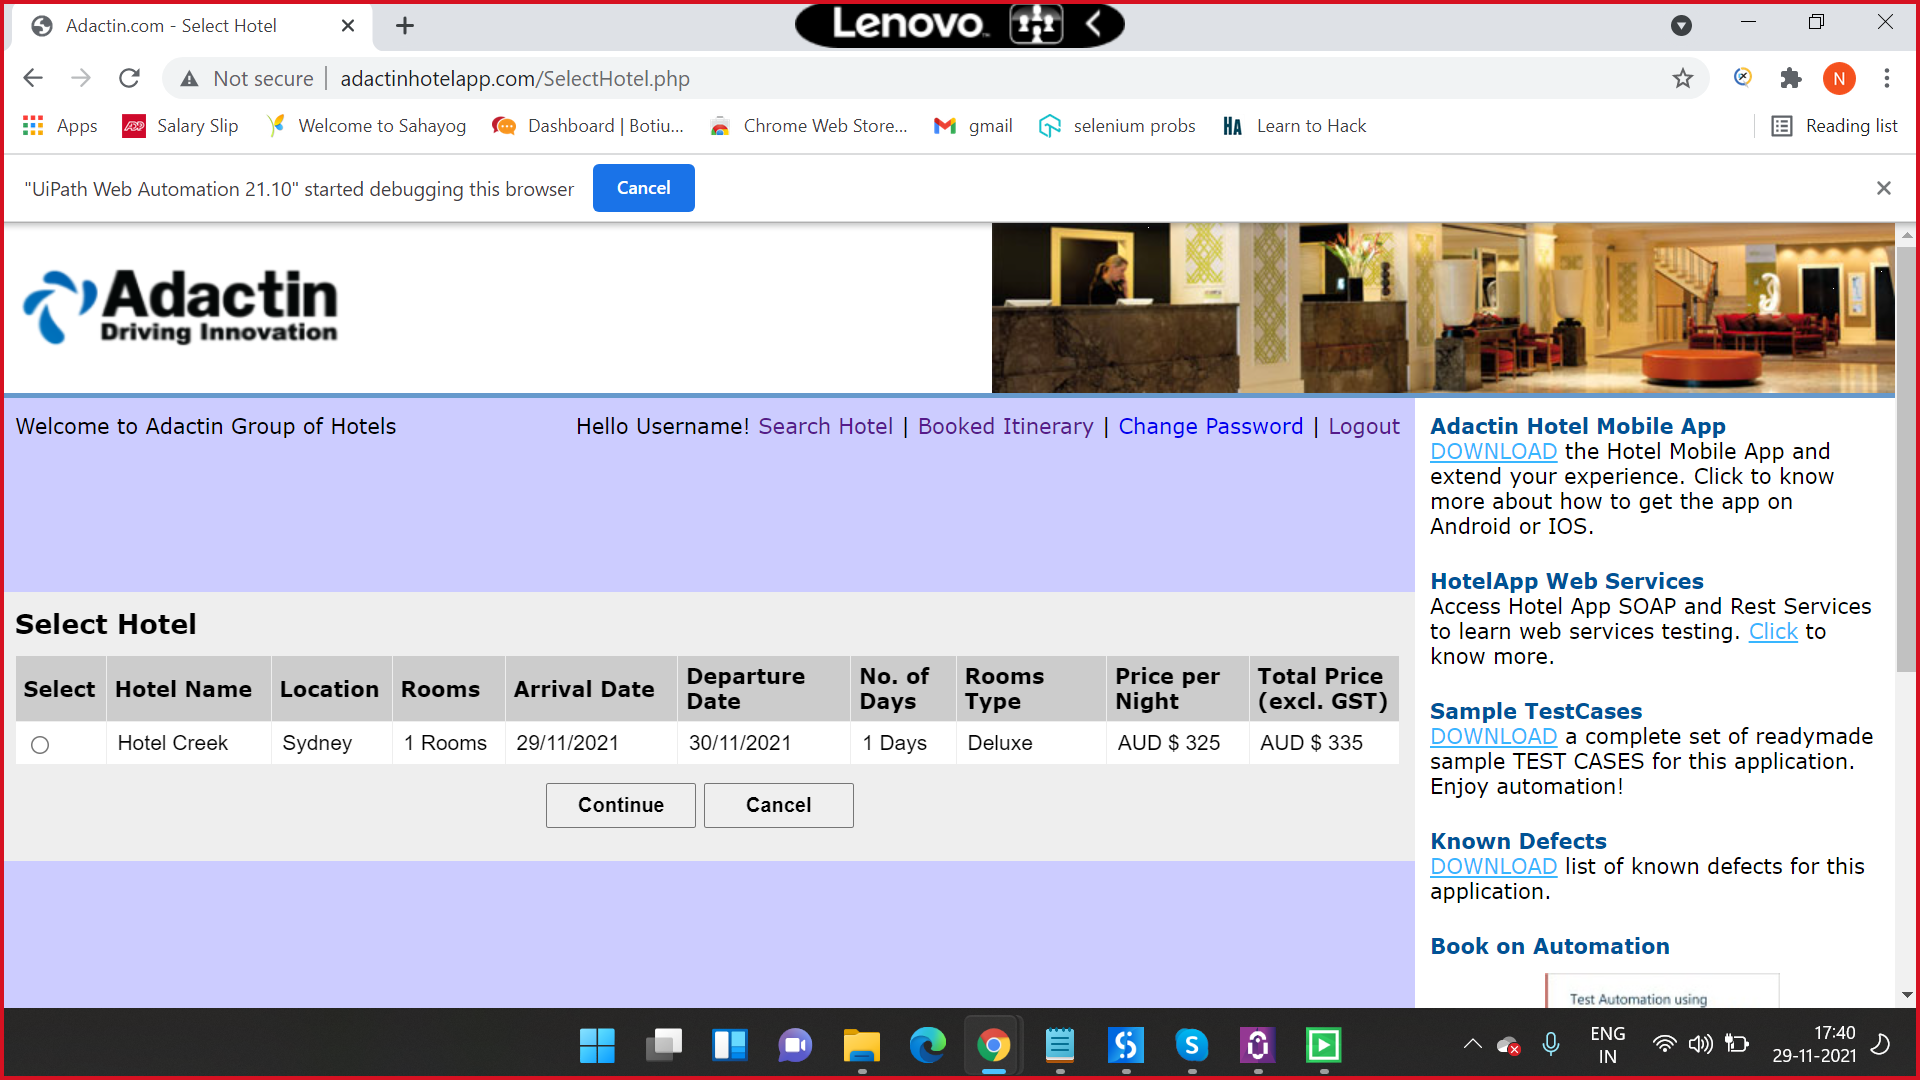 Adactin.com - Select Hotel
Lenovo
Not secure
adactinhotelapp.com/SelectHotel.php
N
Apps
Salary Slip
Welcome to Sahayog
Dashboard | Botiu...
Chrome Web Store...
gmail
selenium probs
HA
Learn to Hack
Reading list
"UiPath Web Automation 21.10" started debugging this browser
Cancel
Adactin
Driving Innovation
Welcome to Adactin Group of Hotels
Hello Username! Search Hotel | Booked Itinerary | Change Password | Logout
Select Hotel
Select Hotel Name Location Rooms Arrival Date Departure Date No. of Days Rooms Type Price per Night Total Price (excl. GST)
Hotel Creek Sydney 1 Rooms 29/11/2021 30/11/2021 1 Days Deluxe AUD $ 325 AUD $ 335
Continue
Cancel
Adactin Hotel Mobile App
DOWNLOAD the Hotel Mobile App and
extend your experience. Click to know
more about how to get the app on
Android or IOS.
HotelApp Web Services
Access Hotel App SOAP and Rest Services
to learn web services testing. Click to
know more.
Sample TestCases
DOWNLOAD a complete set of readymade
sample TEST CASES for this application.
Enjoy automation!
Known Defects
DOWNLOAD list of known defects for this
application.
Book on Automation
Test Automation using
ENG
IN
17:40
29-11-2021